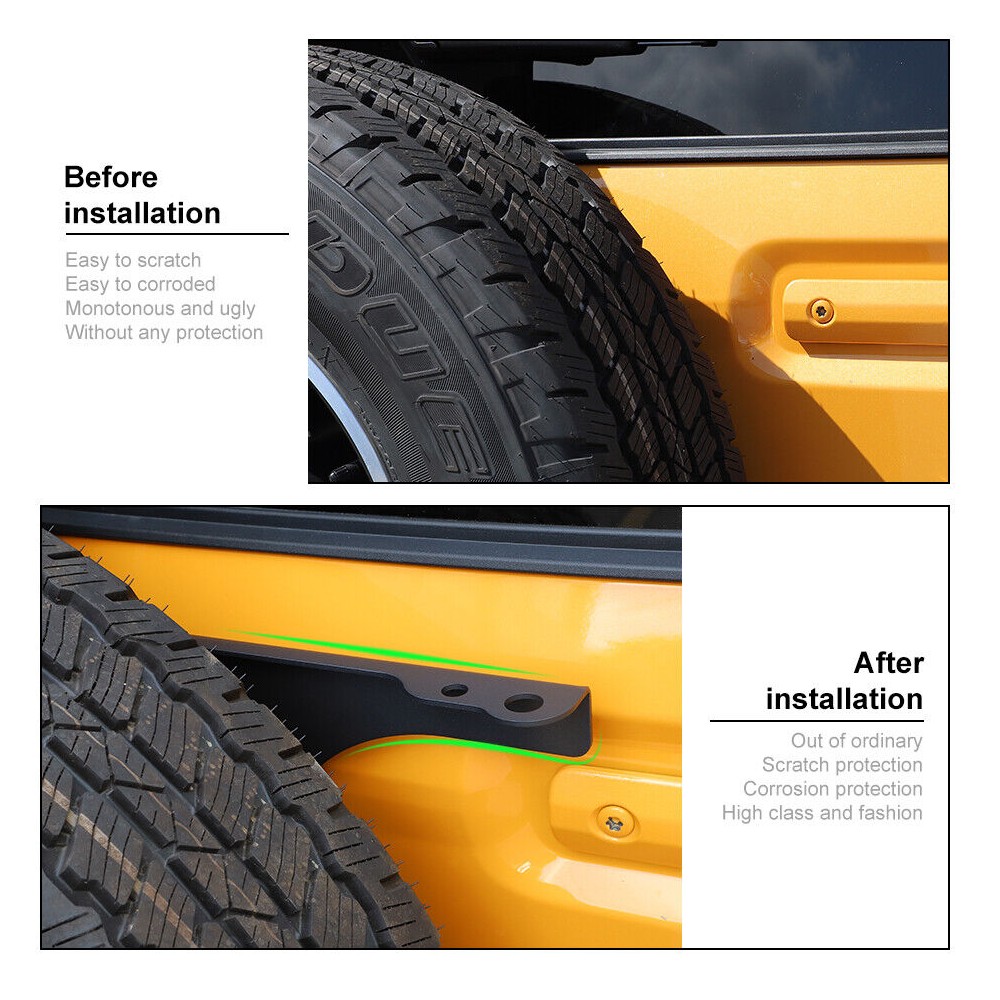 Before
installation
Easy to scratch
Easy to corroded
Monotonous and ugly
Without any protection
After
installation
Out of ordinary
Scratch protection
Corrosion protection
High class and fashion